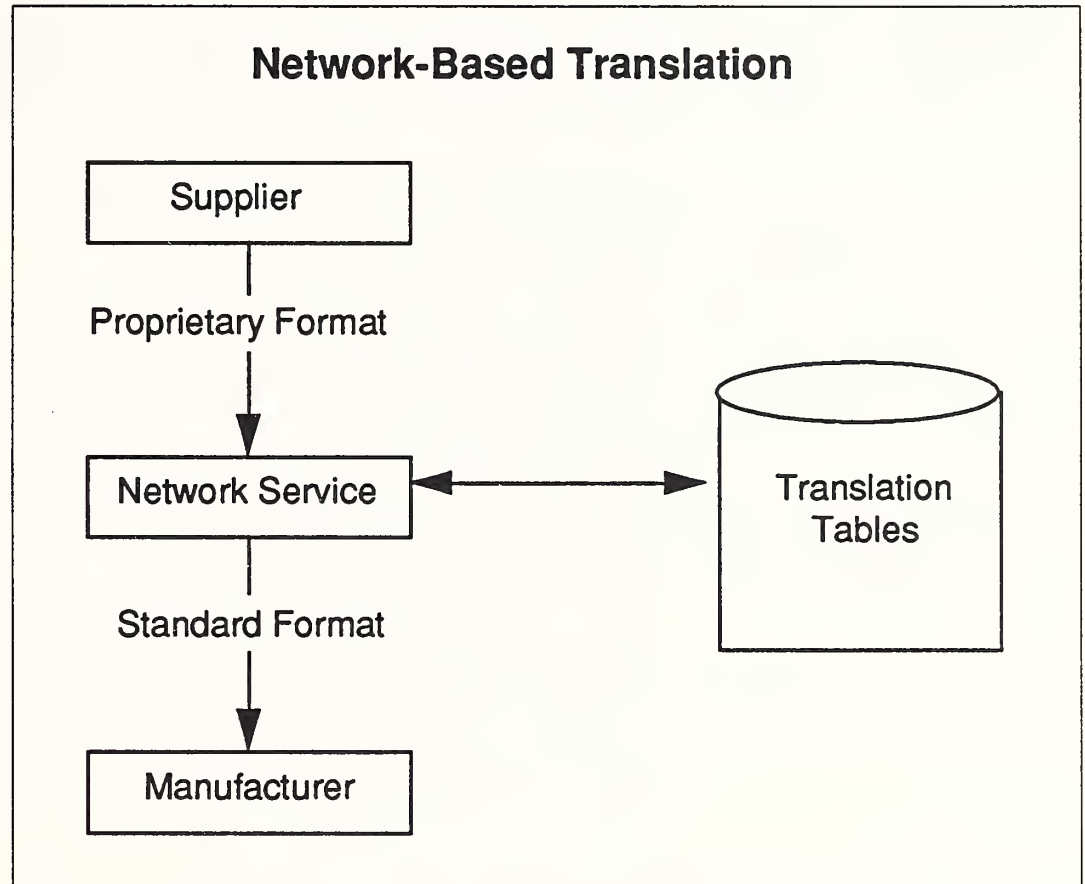 Network-Based Translation
Supplier
Proprietary Format
Network Service
Translation
Tables
Standard Format
Manufacturer